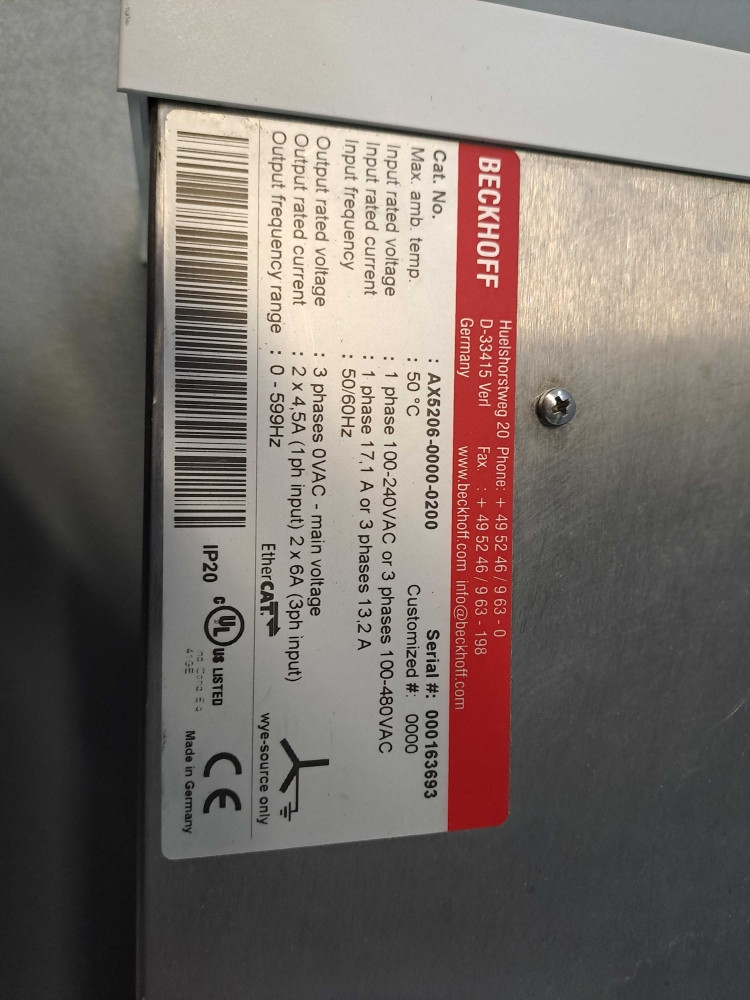 BECKHOFF
Huelshorstweg 20 Phone: + 49 52 46 / 9 63 - 0
D-33415 Verl Fax. : + 49 52 46 / 9 63 - 198
Germany www.beckhoff.com info@beckhoff.com
Cat. No. : AX5206-0000-0200 Serial #: 000163693
Max. amb. temp. : 50 °C Customized #: 0000
Input rated voltage : 1 phase 100-240VAC or 3 phases 100-480VAC
Input rated current : 1 phase 17,1 A or 3 phases 13,2 A
Input frequency : 50/60Hz
Output rated voltage : 3 phases 0VAC - main voltage
Output rated current : 2 x 4,5A (1ph input) 2 x 6A (3ph input)
Output frequency range : 0 - 599Hz
EtherCAT
wye-source only
IP20
c UL US LISTED
41GE
CE
Made in Germany